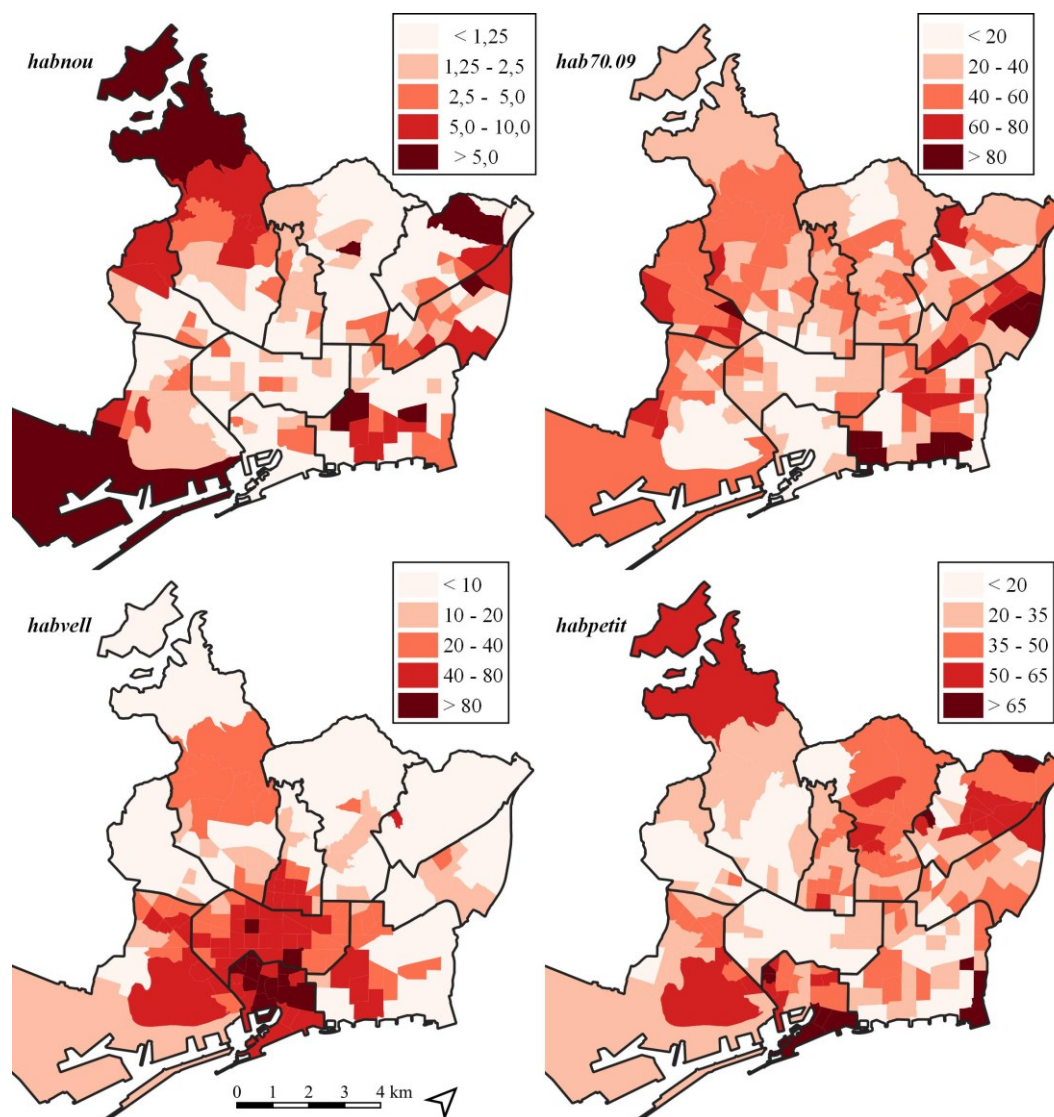 habnou
< 1,25
1,25 - 2,5
2,5 - 5,0
5,0 - 10,0
> 5,0
hab70.09
< 20
20 - 40
40 - 60
60 - 80
> 80
habvell
< 10
10 - 20
20 - 40
40 - 80
> 80
habpetit
< 20
20 - 35
35 - 50
50 - 65
> 65
0 1 2 3 4 km